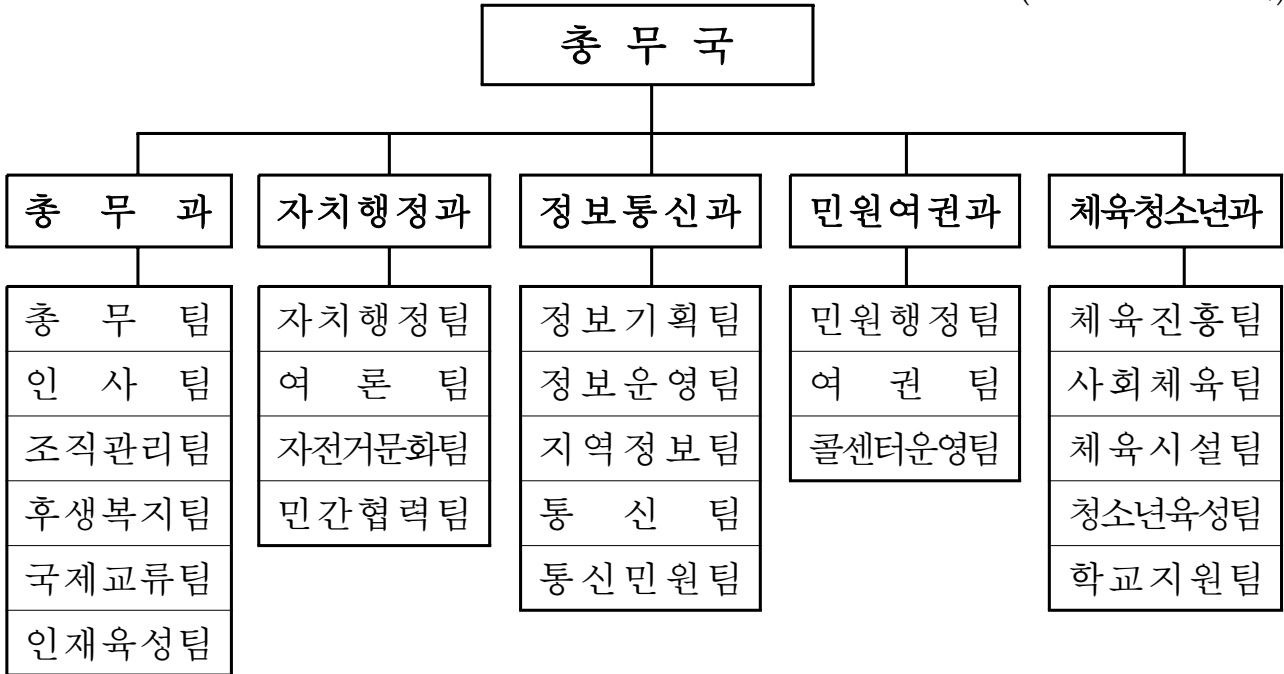 총 무 국
총 무 과
자치행정과
정보통신과
민원여권과
체육청소년과
총 무 팀
인 사 팀
조직관리팀
후생복지팀
국제교류팀
인재육성팀
자치행정팀
여 론 팀
자전거문화팀
민간협력팀
정보기획팀
정보운영팀
지역정보팀
통 신 팀
통신민원팀
민원행정팀
여 권 팀
콜센터운영팀
체육진흥팀
사회체육팀
체육시설팀
청소년육성팀
학교지원팀